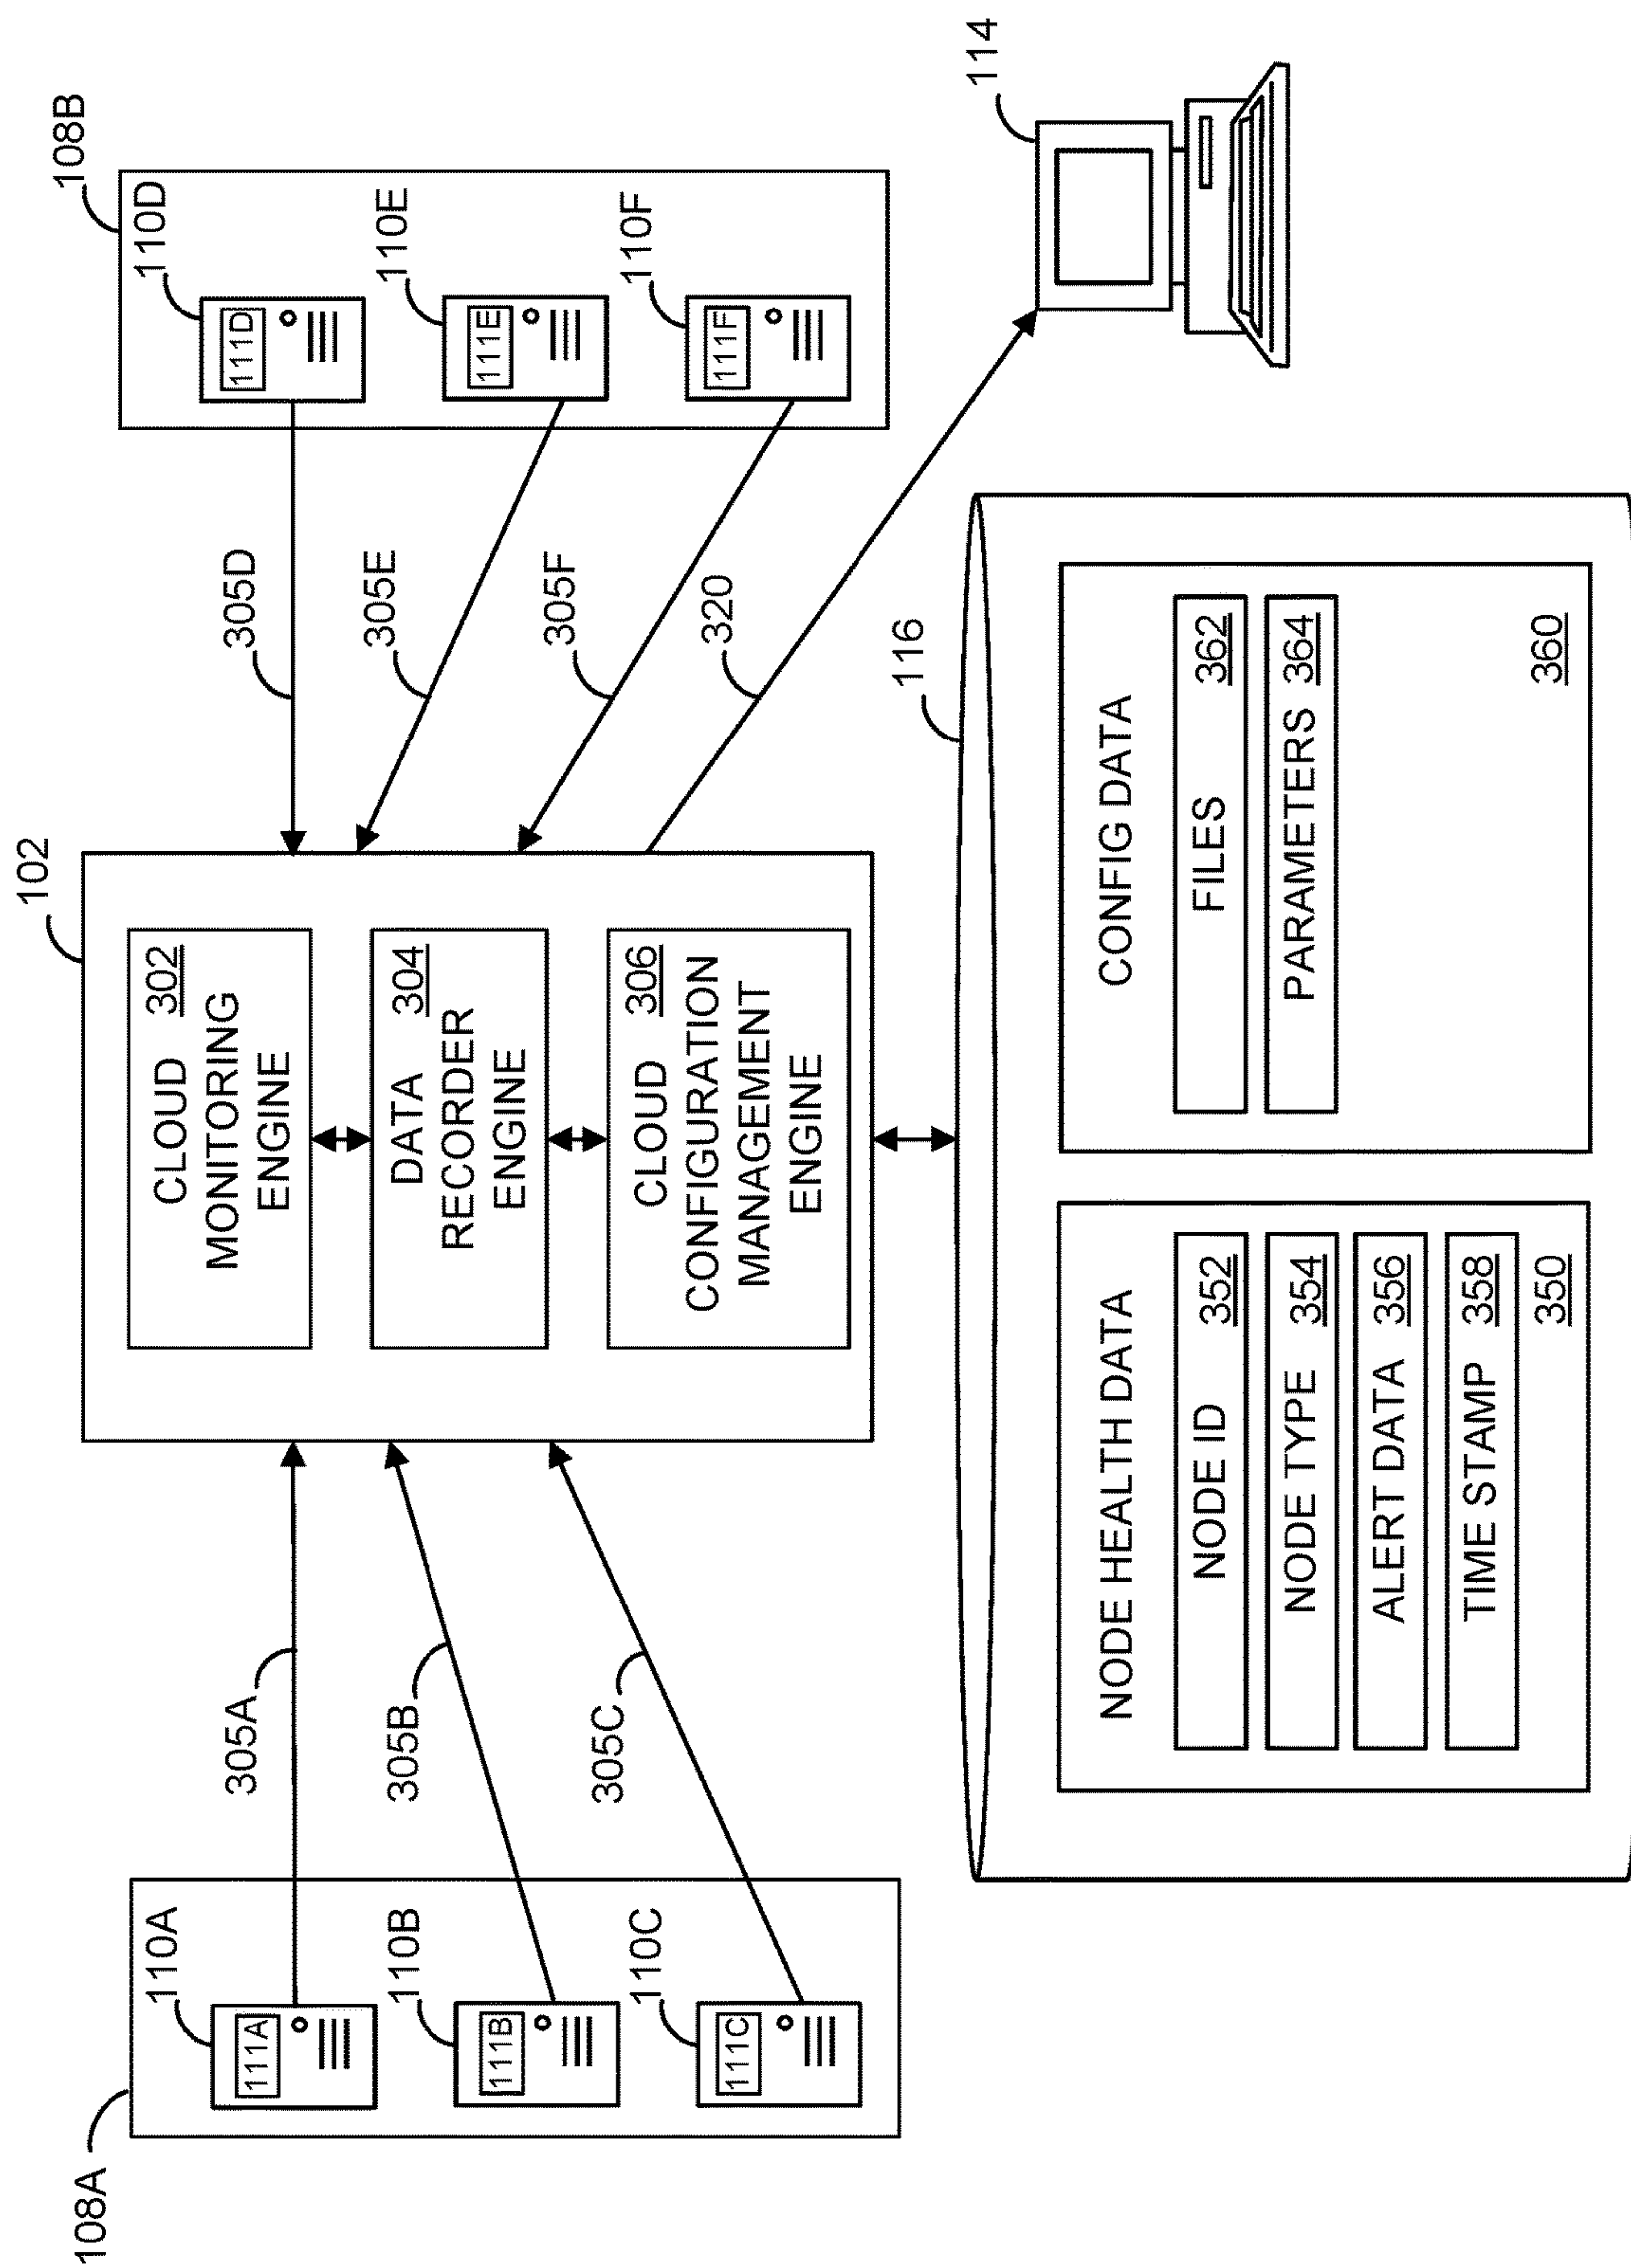 108A
110A
111A
110B
111B
110C
111C
305A
305B
305C
102
CLOUD 302
MONITORING
ENGINE
DATA 304
RECORDER
ENGINE
CLOUD 306
CONFIGURATION
MANAGEMENT
ENGINE
305D
305E
305F
320
108B
110D
111D
110E
111E
110F
111F
114
116
NODE HEALTH DATA
NODE ID 352
NODE TYPE 354
ALERT DATA 356
TIME STAMP 358
350
CONFIG DATA
FILES 362
PARAMETERS 364
360